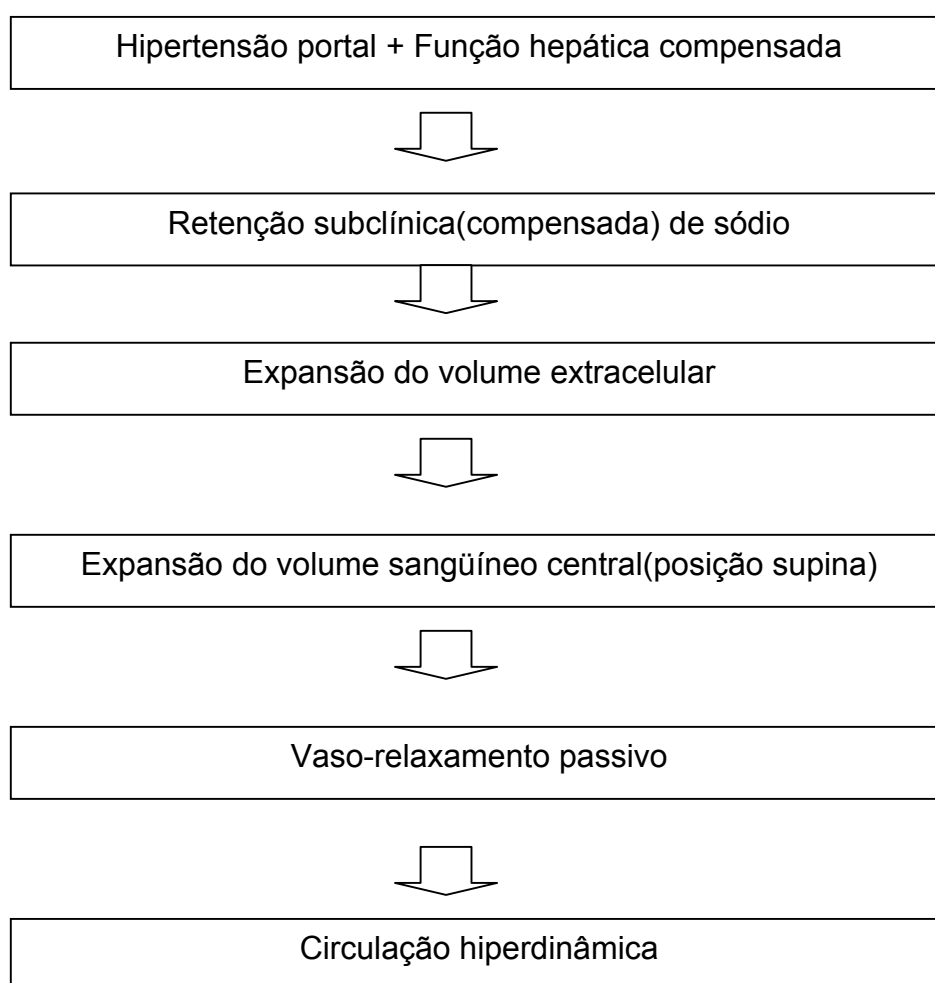 Hipertensão portal + Função hepática compensada
Retenção subclínica(compensada) de sódio
Expansão do volume extracelular
Expansão do volume sangüíneo central(posição supina)
Vaso-relaxamento passivo
Circulação hiperdinâmica